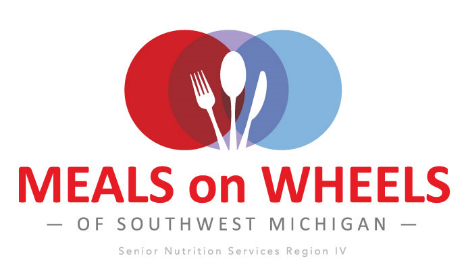 MEALS on WHEELS
— OF SOUTHWEST MICHIGAN —
Senior Nutrition Services Region IV